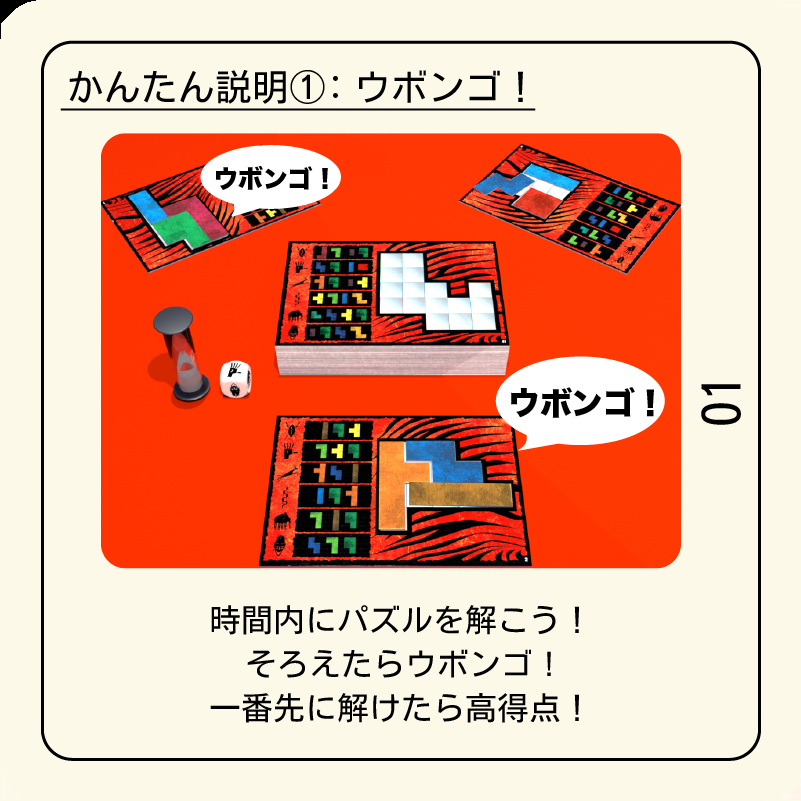 かんたん説明①：ウボンゴ！
ウボンゴ！
ウボンゴ！
01
時間内にパズルを解こう！
そろえたらウボンゴ！
一番先に解けたら高得点！